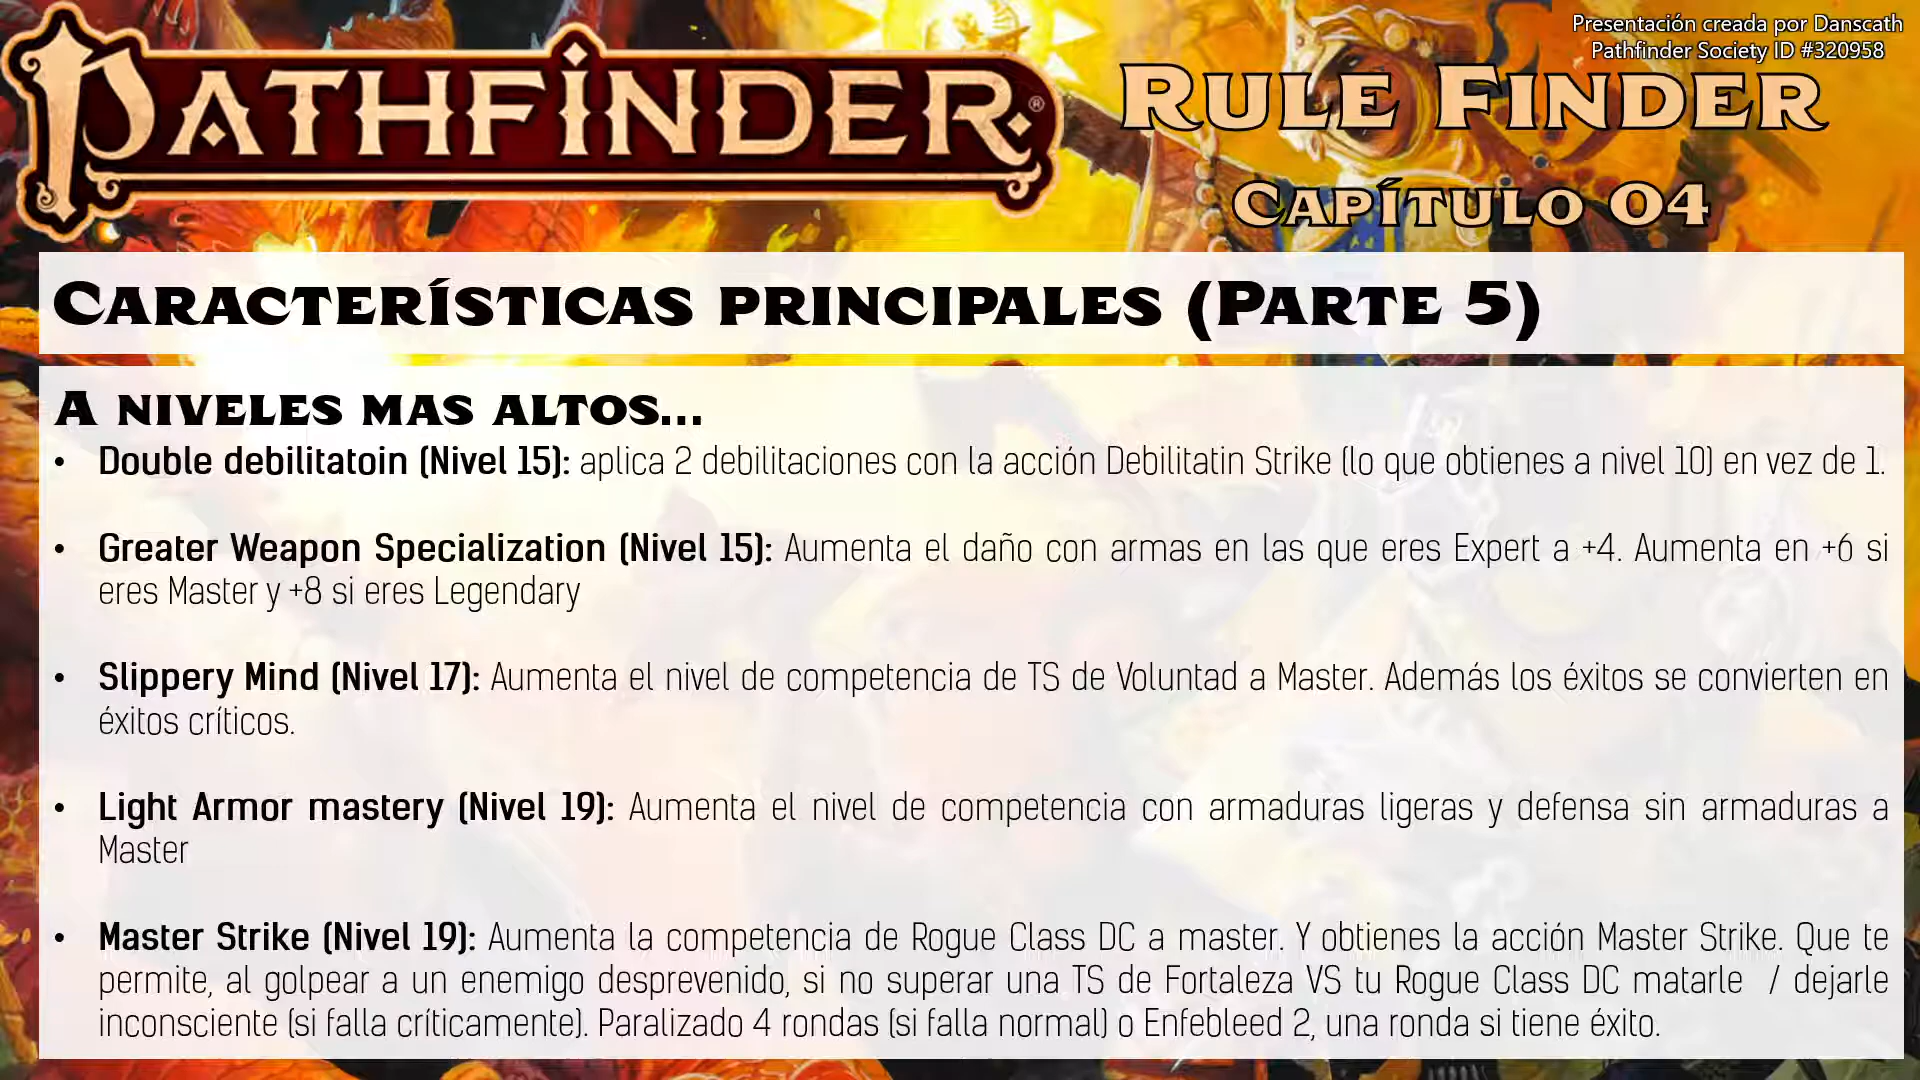 Presentación creada por Danscath
Pathfinder Society ID #320958
PATHFINDER®
RULE FINDER
CAPÍTULO 04
CARACTERÍSTICAS PRINCIPALES (PARTE 5)
A NIVELES MAS ALTOS...
• Double debilitatoin (Nivel 15): aplica 2 debilitaciones con la acción Debilitatin Strike (lo que obtienes a nivel 10) en vez de 1.
• Greater Weapon Specialization (Nivel 15): Aumenta el daño con armas en las que eres Expert a +4. Aumenta en +6 si
eres Master y +8 si eres Legendary
• Slippery Mind (Nivel 17): Aumenta el nivel de competencia de TS de Voluntad a Master. Además los éxitos se convierten en
éxitos críticos.
• Light Armor mastery (Nivel 19): Aumenta el nivel de competencia con armaduras ligeras y defensa sin armaduras a
Master
• Master Strike (Nivel 19): Aumenta la competencia de Rogue Class DC a master. Y obtienes la acción Master Strike. Que te
permite, al golpear a un enemigo desprevenido, si no superar una TS de Fortaleza VS tu Rogue Class DC matarle / dejarle
inconsciente (si falla críticamente). Paralizado 4 rondas (si falla normal) o Enfebleed 2, una ronda si tiene éxito.